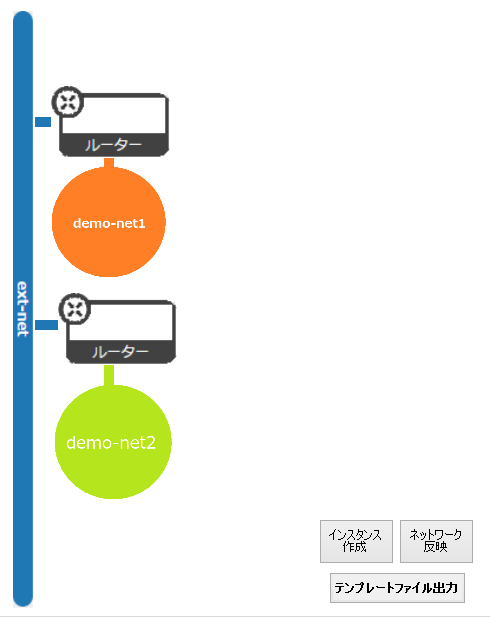 ルーター
demo-net1
ext-net
ルーター
demo-net2
インスタンス
作成
ネットワーク
反映
テンプレートファイル出力